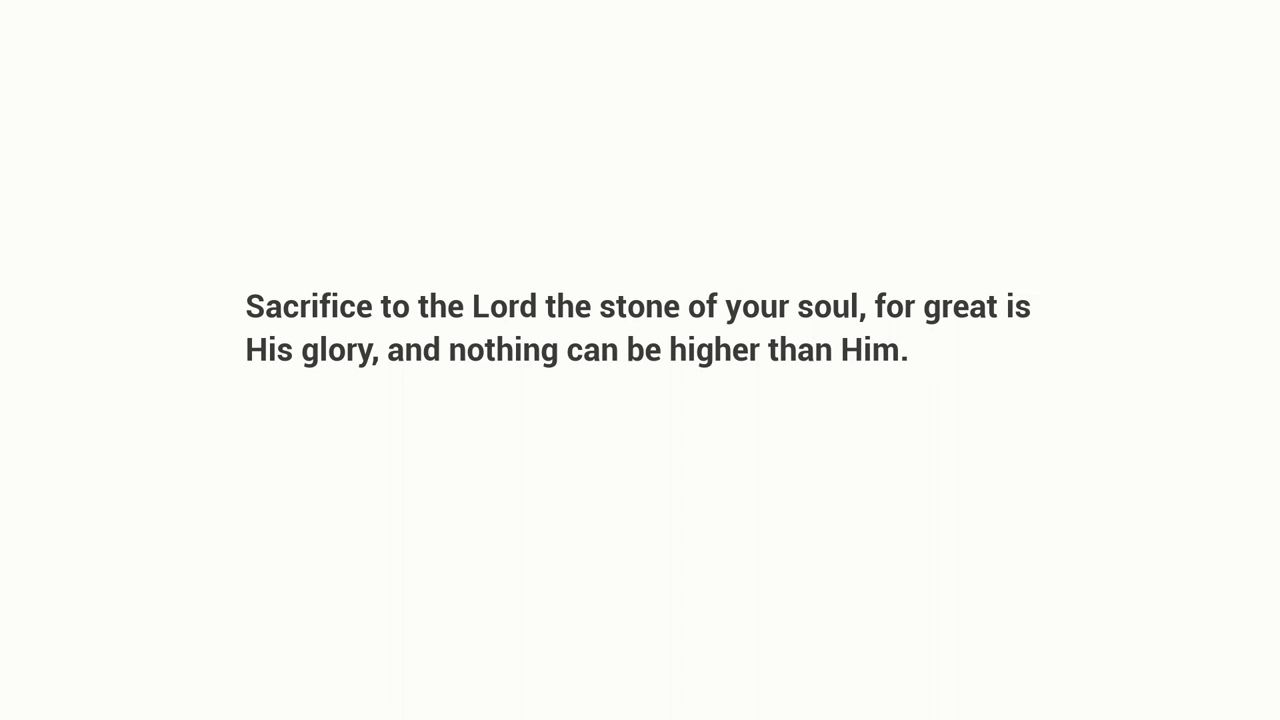 Sacrifice to the Lord the stone of your soul, for great is
His glory, and nothing can be higher than Him.